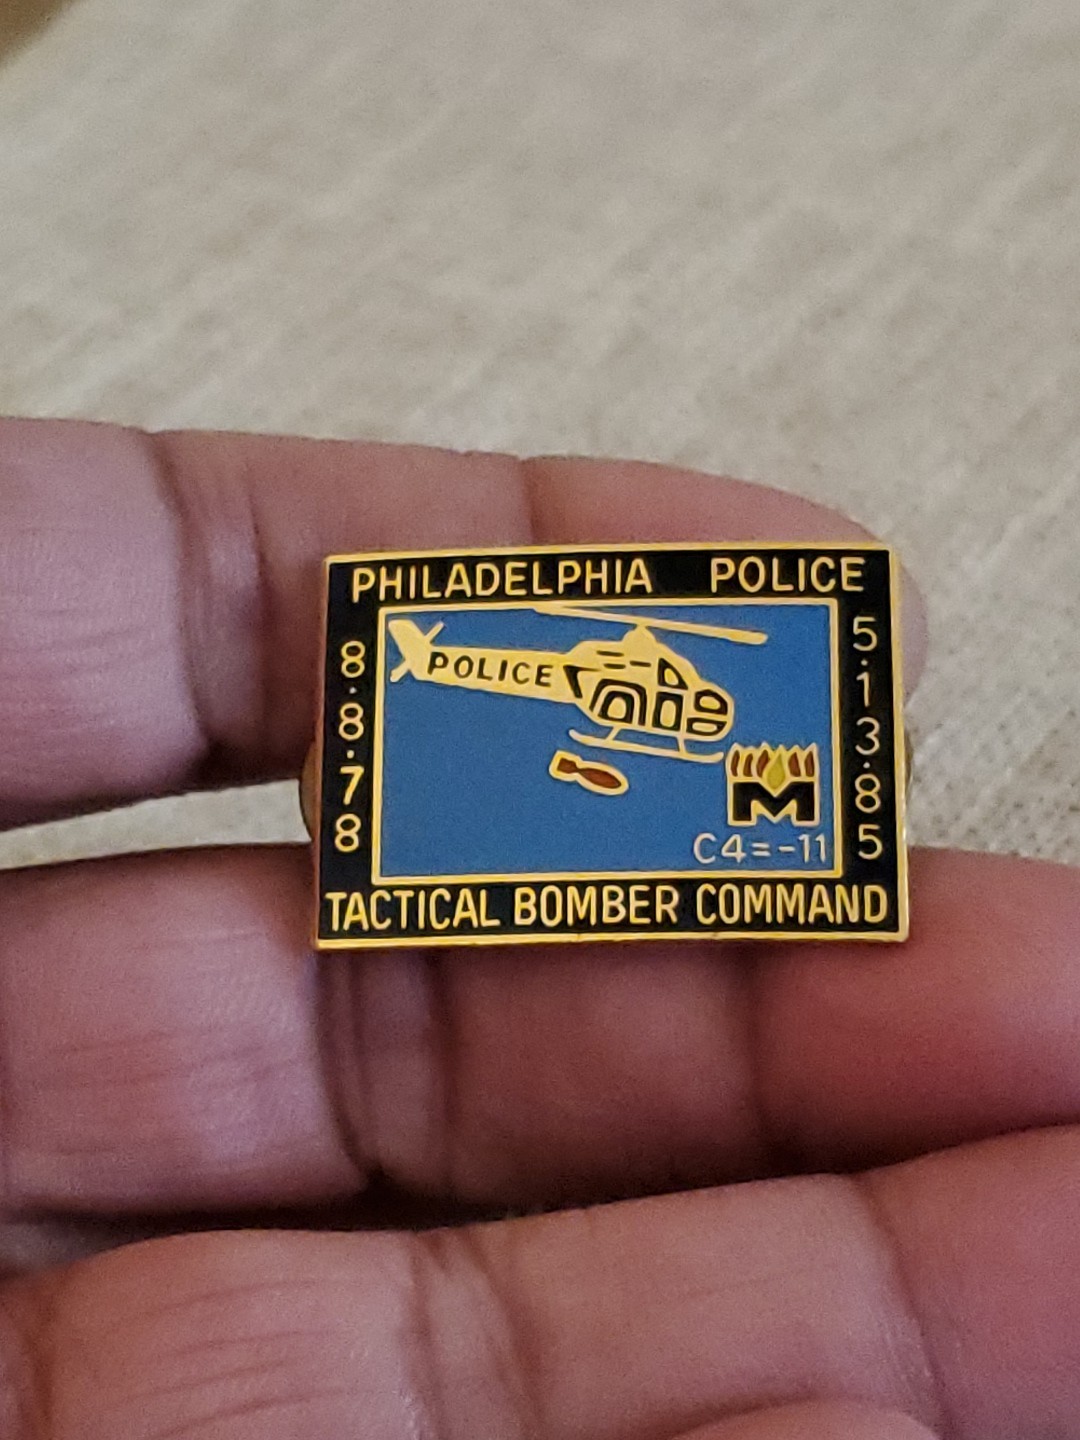 PHILADELPHIA POLICE
8.8.78
POLICE
5.13.85
M
C4=-11
TACTICAL BOMBER COMMAND